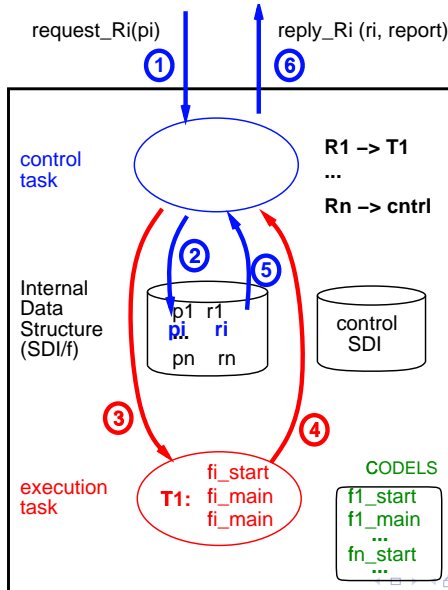 request_Ri(pi)
reply_Ri (ri, report)
1
6
control
task
R1 −> T1
...
Rn −> cntrl
2
5
Internal
Data
Structure
(SDI/f)
p1 r1
pi ri
...
pn rn
control
SDI
3
4
execution
task
T1:
fi_start
fi_main
fi_main
CODELS
f1_start
f1_main
...
fn_start
...